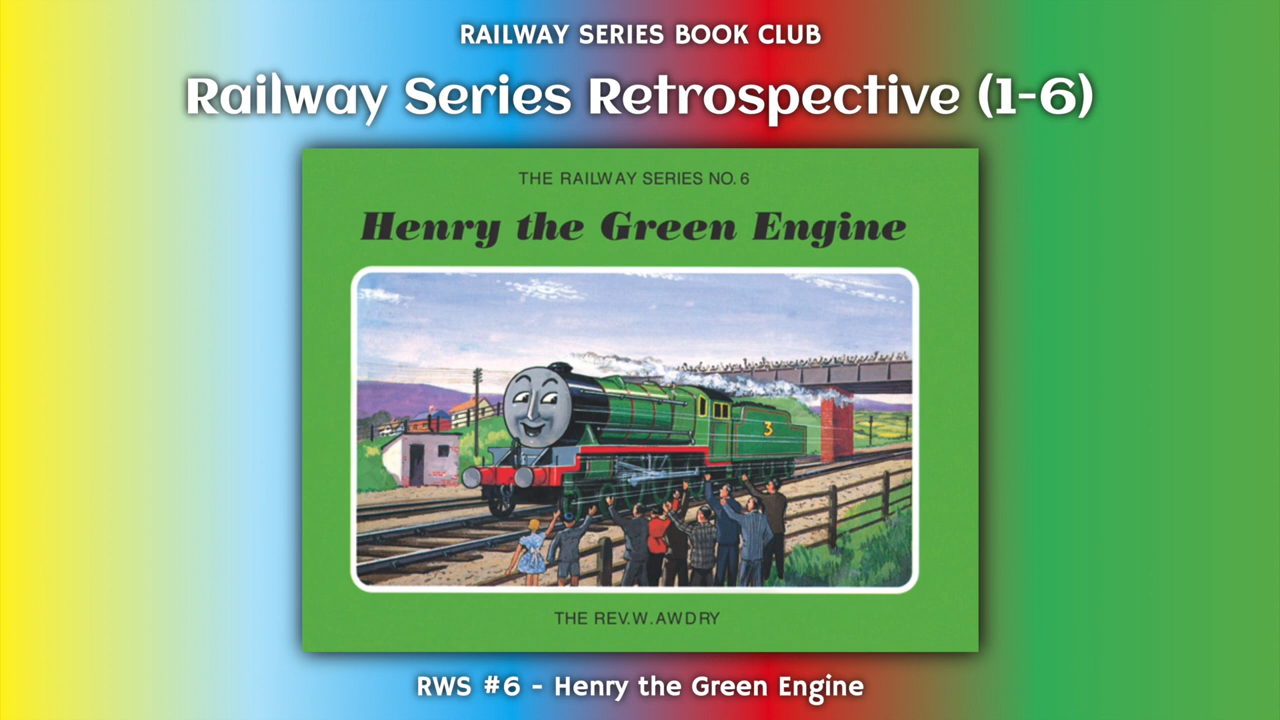 RAILWAY SERIES BOOK CLUB
Railway Series Retrospective (1-6)
THE RAILWAY SERIES NO. 6
Henry the Green Engine
3
THE REV. W. AWDRY
RWS #6 - Henry the Green Engine